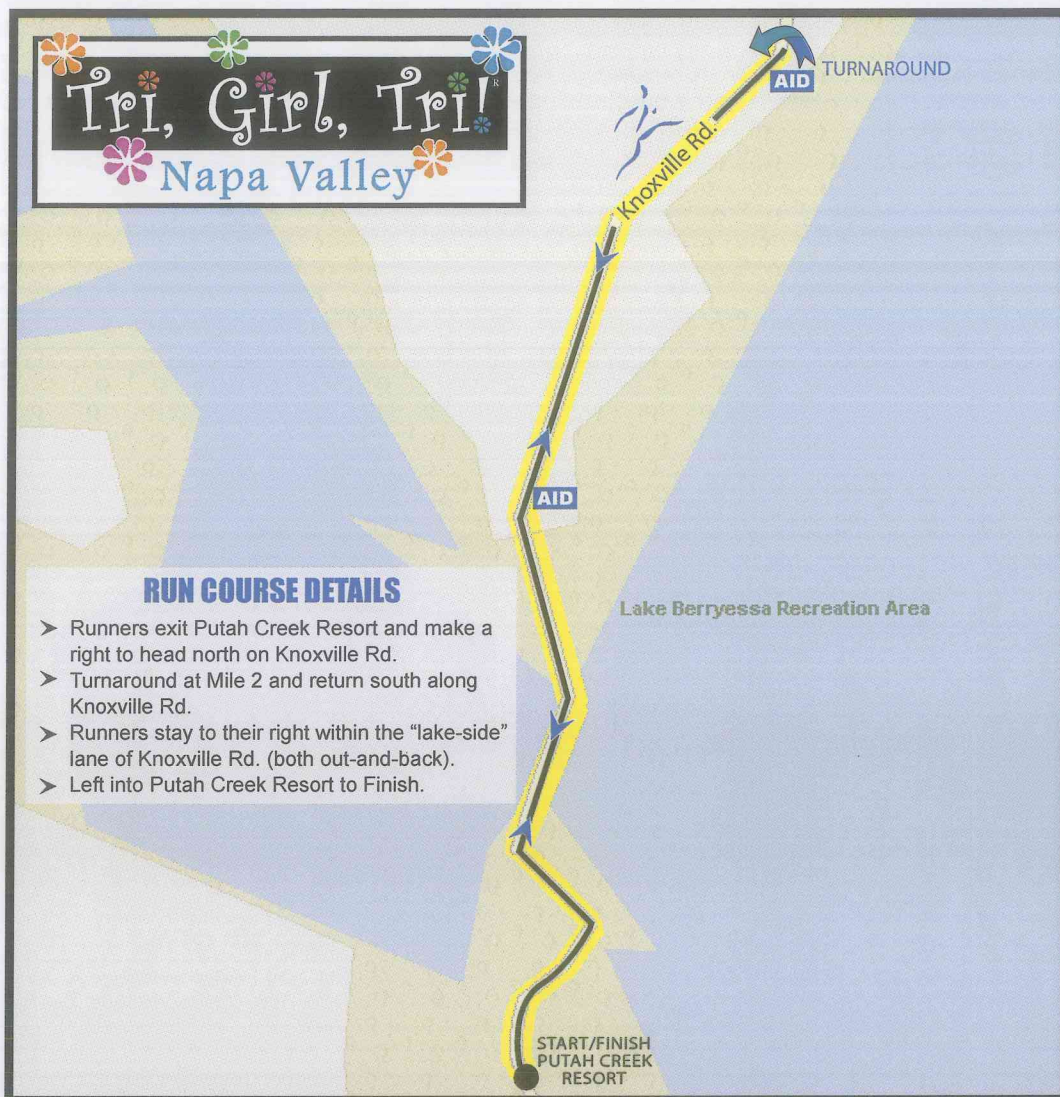 Tri, Girl, Tri!®
Napa Valley
TURNAROUND
AID
Knoxville Rd.
AID
Lake Berryessa Recreation Area
RUN COURSE DETAILS
➤ Runners exit Putah Creek Resort and make a
right to head north on Knoxville Rd.
➤ Turnaround at Mile 2 and return south along
Knoxville Rd.
➤ Runners stay to their right within the “lake-side”
lane of Knoxville Rd. (both out-and-back).
➤ Left into Putah Creek Resort to Finish.
START/FINISH
PUTAH CREEK
RESORT